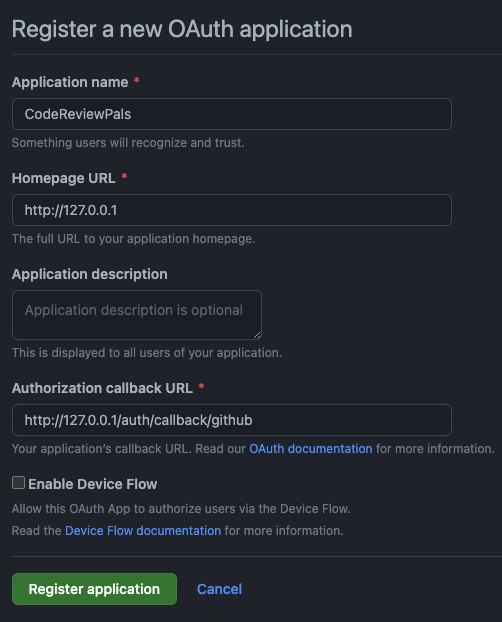 Register a new OAuth application
Application name *
CodeReviewPals
Something users will recognize and trust.
Homepage URL *
http://127.0.0.1
The full URL to your application homepage.
Application description
Application description is optional
This is displayed to all users of your application.
Authorization callback URL *
http://127.0.0.1/auth/callback/github
Your application's callback URL. Read our OAuth documentation for more information.
Enable Device Flow
Allow this OAuth App to authorize users via the Device Flow.
Read the Device Flow documentation for more information.
Register application Cancel